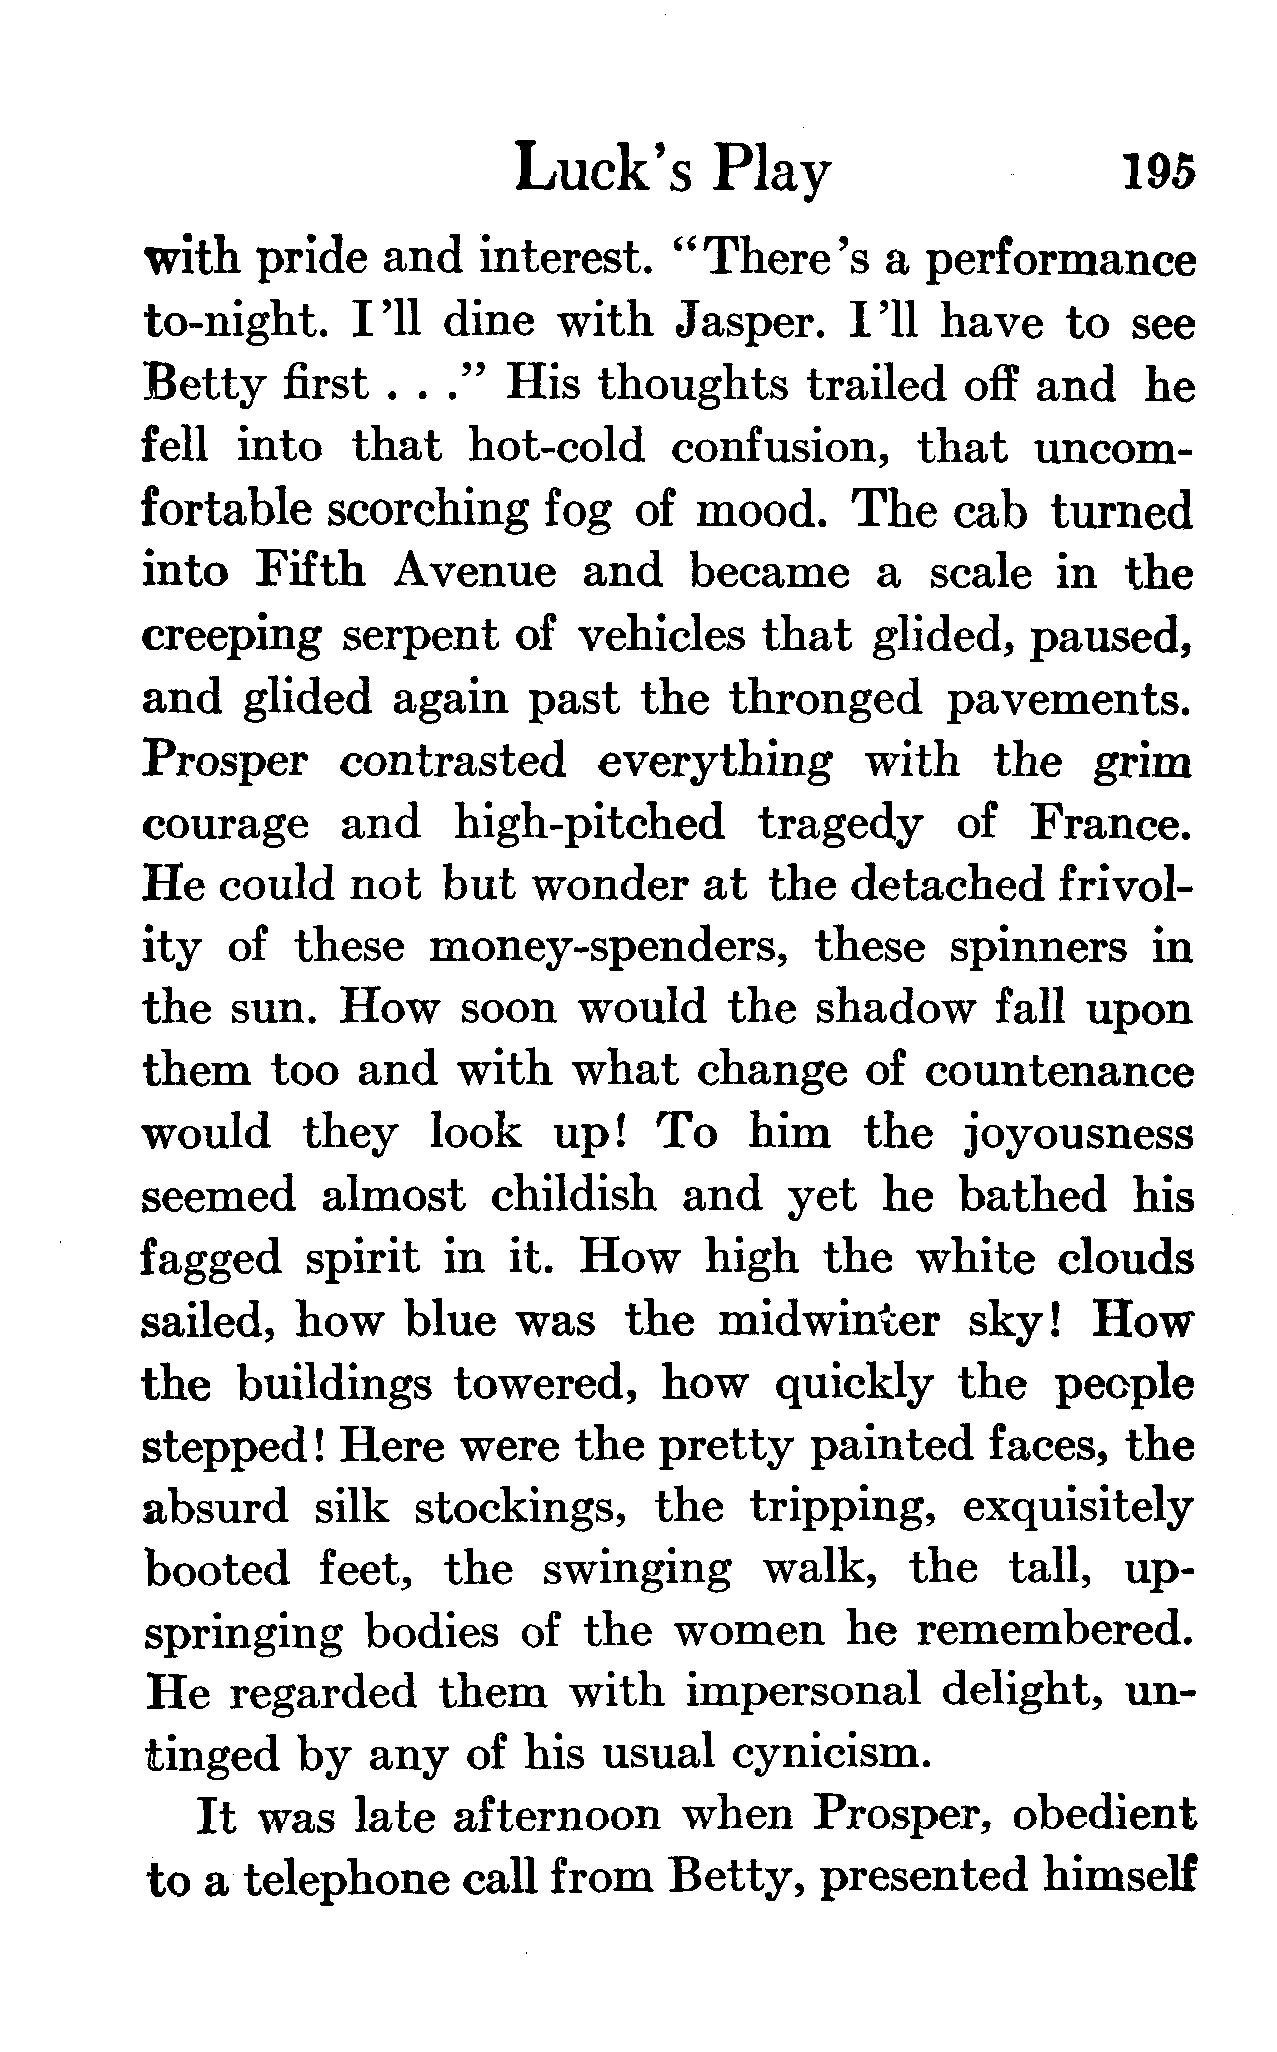 Luck's Play 195
with pride and interest. "There's a performance
to-night. I'll dine with Jasper. I'll have to see
Betty first . . ." His thoughts trailed off and he
fell into that hot-cold confusion, that uncom-
fortable scorching fog of mood. The cab turned
into Fifth Avenue and became a scale in the
creeping serpent of vehicles that glided, paused,
and glided again past the thronged pavements.
Prosper contrasted everything with the grim
courage and high-pitched tragedy of France.
He could not but wonder at the detached frivol-
ity of these money-spenders, these spinners in
the sun. How soon would the shadow fall upon
them too and with what change of countenance
would they look up! To him the joyousness
seemed almost childish and yet he bathed his
fagged spirit in it. How high the white clouds
sailed, how blue was the midwinter sky! How
the buildings towered, how quickly the people
stepped! Here were the pretty painted faces, the
absurd silk stockings, the tripping, exquisitely
booted feet, the swinging walk, the tall, up-
springing bodies of the women he remembered.
He regarded them with impersonal delight, un-
tinged by any of his usual cynicism.
It was late afternoon when Prosper, obedient
to a telephone call from Betty, presented himself